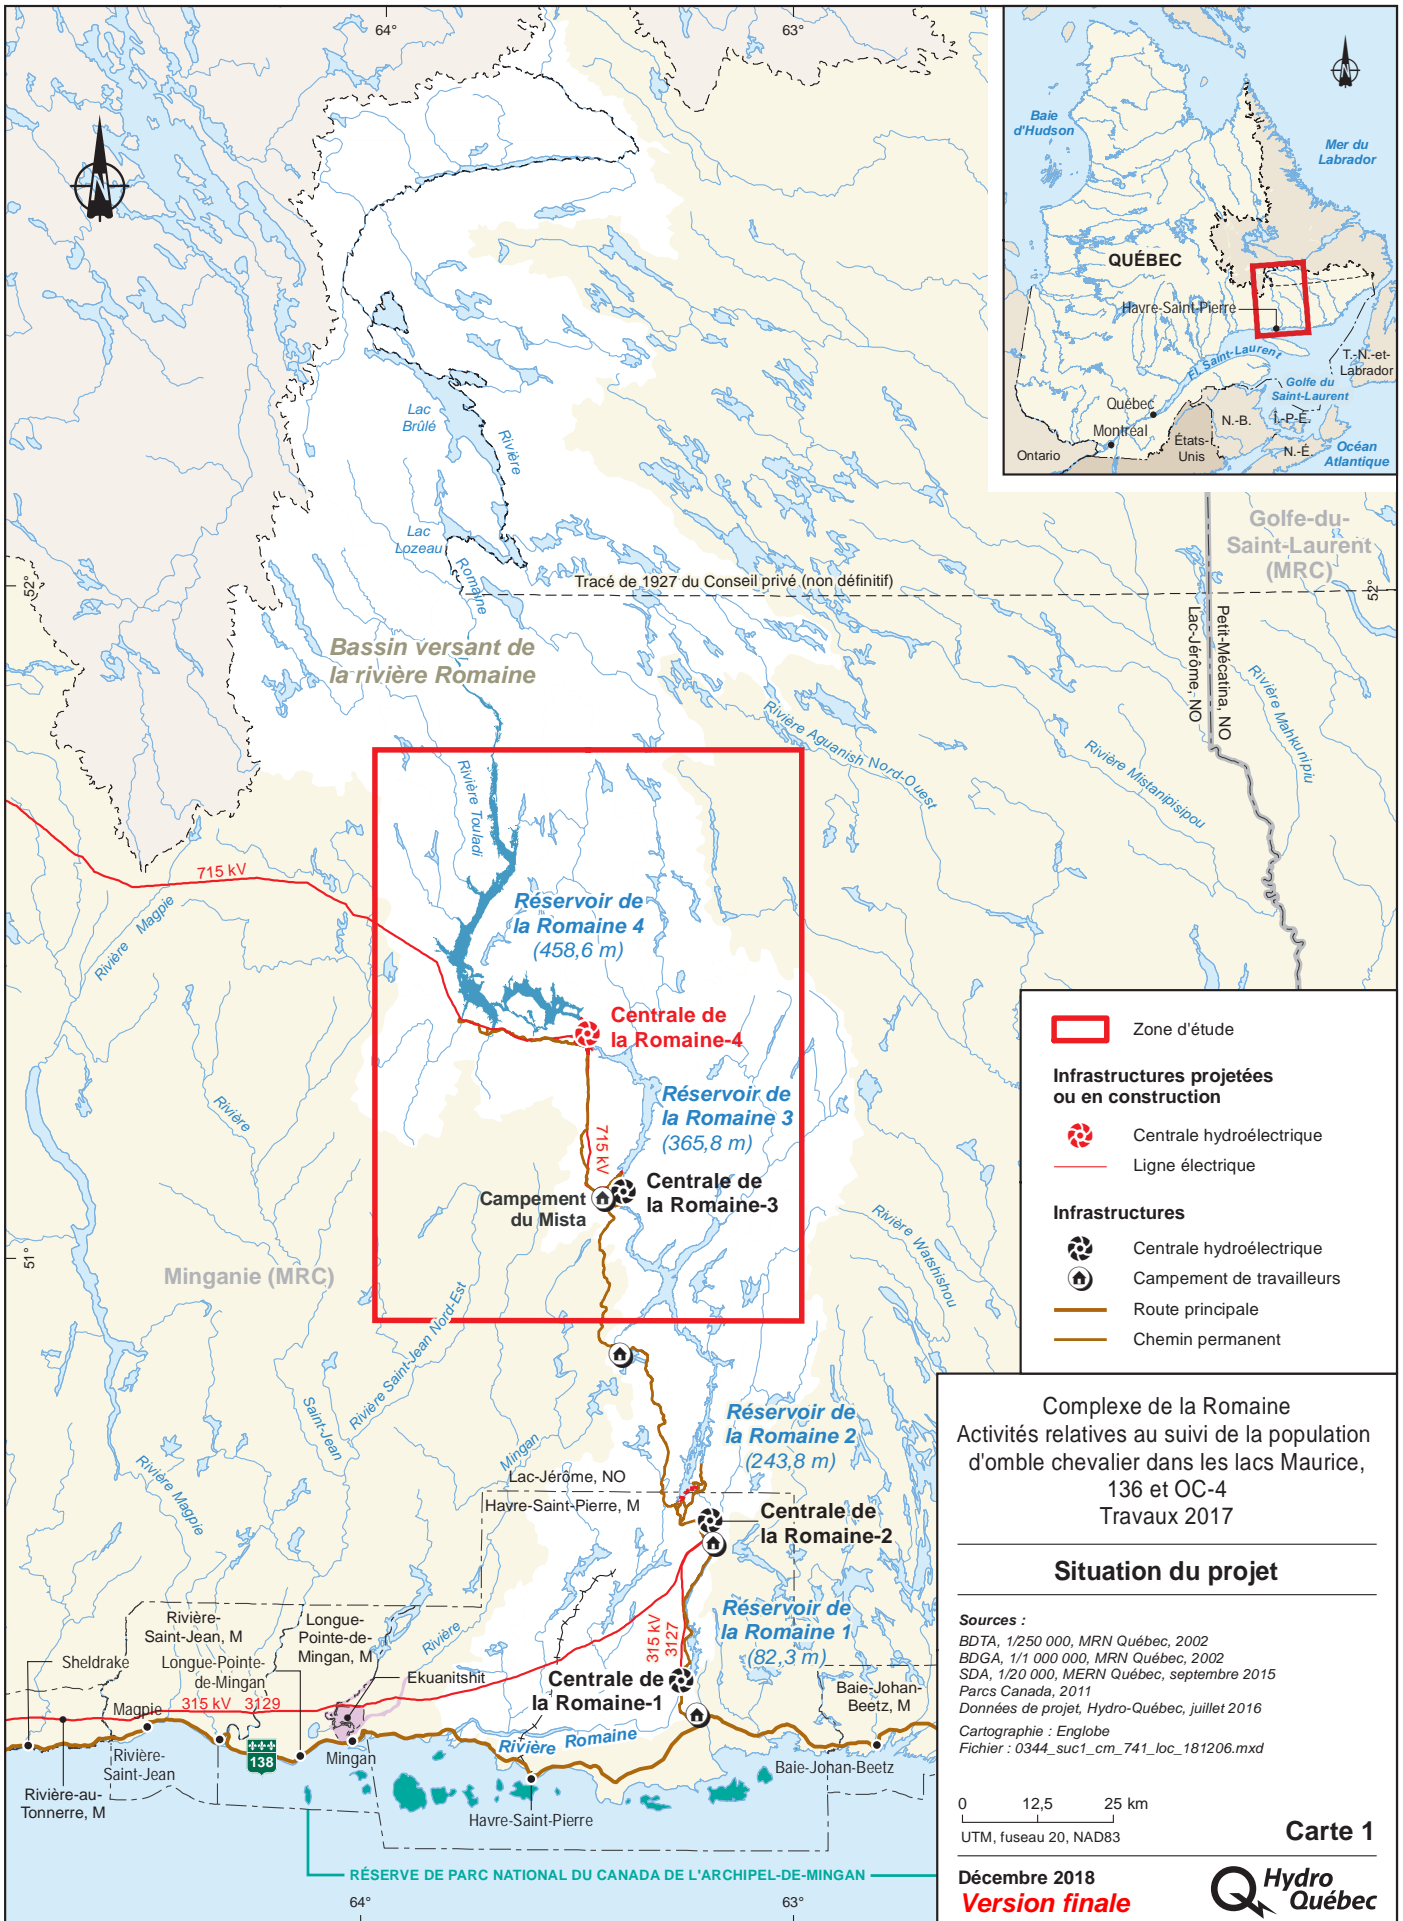 64°
63°
Baie
d'Hudson
Mer du
Labrador
QUÉBEC
Havre-Saint-Pierre
Fl. Saint-Laurent
T.-N.-et-
Labrador
Golfe du
Saint-Laurent
Québec
Montréal
N.-B.
Î.-P.-É.
États-
Unis
N.-É.
Ontario
Océan
Atlantique
Lac
Brûlé
Rivière
Lac
Lozeau
Romaine
Golfe-du-
Saint-Laurent
(MRC)
52°
Tracé de 1927 du Conseil privé (non définitif)
52°
Petit-Mécatina, NO
Lac-Jérôme, NO
Bassin versant de
la rivière Romaine
Rivière Mahkunipiu
Rivière Aguanish Nord-Ouest
Rivière Mistanipisipou
Rivière Touladi
715 kV
Rivière Magpie
Réservoir de
la Romaine 4
(458,6 m)
Centrale de
la Romaine-4
Réservoir de
la Romaine 3
(365,8 m)
Rivière
715 kV
Centrale de
la Romaine-3
Campement
du Mista
Rivière Watshishou
51°
Minganie (MRC)
Rivière Saint-Jean Nord-Est
Saint-Jean
Rivière Magpie
Mingan
Réservoir de
la Romaine 2
(243,8 m)
Lac-Jérôme, NO
Havre-Saint-Pierre, M
Centrale de
la Romaine-2
Réservoir de
la Romaine 1
(82,3 m)
315 kV
3127
Centrale de
la Romaine-1
Rivière-
Saint-Jean, M
Longue-
Pointe-de-
Mingan, M
Rivière
Sheldrake
Longue-Pointe-
de-Mingan
Ekuanitshit
Magpie
315 kV 3129
138
Mingan
Rivière Romaine
Baie-Johan-
Beetz, M
Rivière-
Saint-Jean
Baie-Johan-Beetz
Rivière-au-
Tonnerre, M
Havre-Saint-Pierre
RÉSERVE DE PARC NATIONAL DU CANADA DE L'ARCHIPEL-DE-MINGAN
64°
63°
Zone d'étude
Infrastructures projetées
ou en construction
Centrale hydroélectrique
Ligne électrique
Infrastructures
Centrale hydroélectrique
Campement de travailleurs
Route principale
Chemin permanent
Complexe de la Romaine
Activités relatives au suivi de la population
d'omble chevalier dans les lacs Maurice,
136 et OC-4
Travaux 2017
Situation du projet
Sources :
BDTA, 1/250 000, MRN Québec, 2002
BDGA, 1/1 000 000, MRN Québec, 2002
SDA, 1/20 000, MERN Québec, septembre 2015
Parcs Canada, 2011
Données de projet, Hydro-Québec, juillet 2016
Cartographie : Englobe
Fichier : 0344_suc1_cm_741_loc_181206.mxd
0 12,5 25 km
UTM, fuseau 20, NAD83
Carte 1
Décembre 2018
Version finale
Hydro
Québec
N